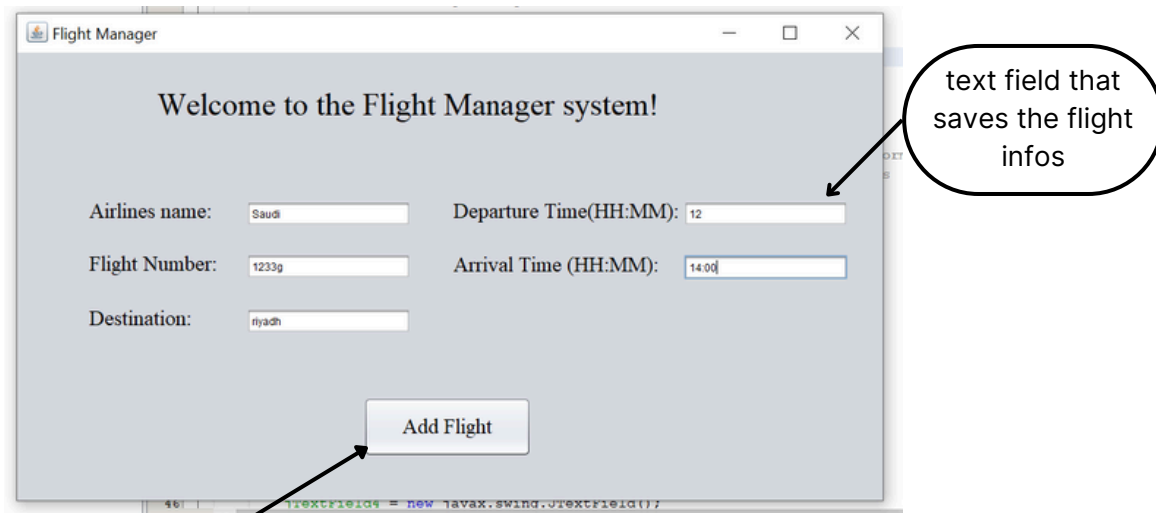 Flight Manager
Welcome to the Flight Manager system!
text field that
saves the flight
infos
Airlines name: Saudi
Departure Time(HH:MM): 12
Flight Number: 1233g
Arrival Time (HH:MM): 14:00
Destination: riyadh
Add Flight
46 jTextField4 = new javax.swing.JTextField();